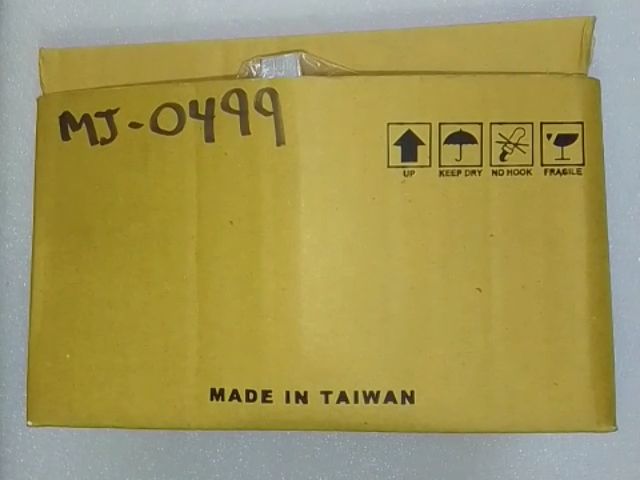 MJ-0499
UP KEEP DRY NO HOOK FRAGILE
MADE IN TAIWAN